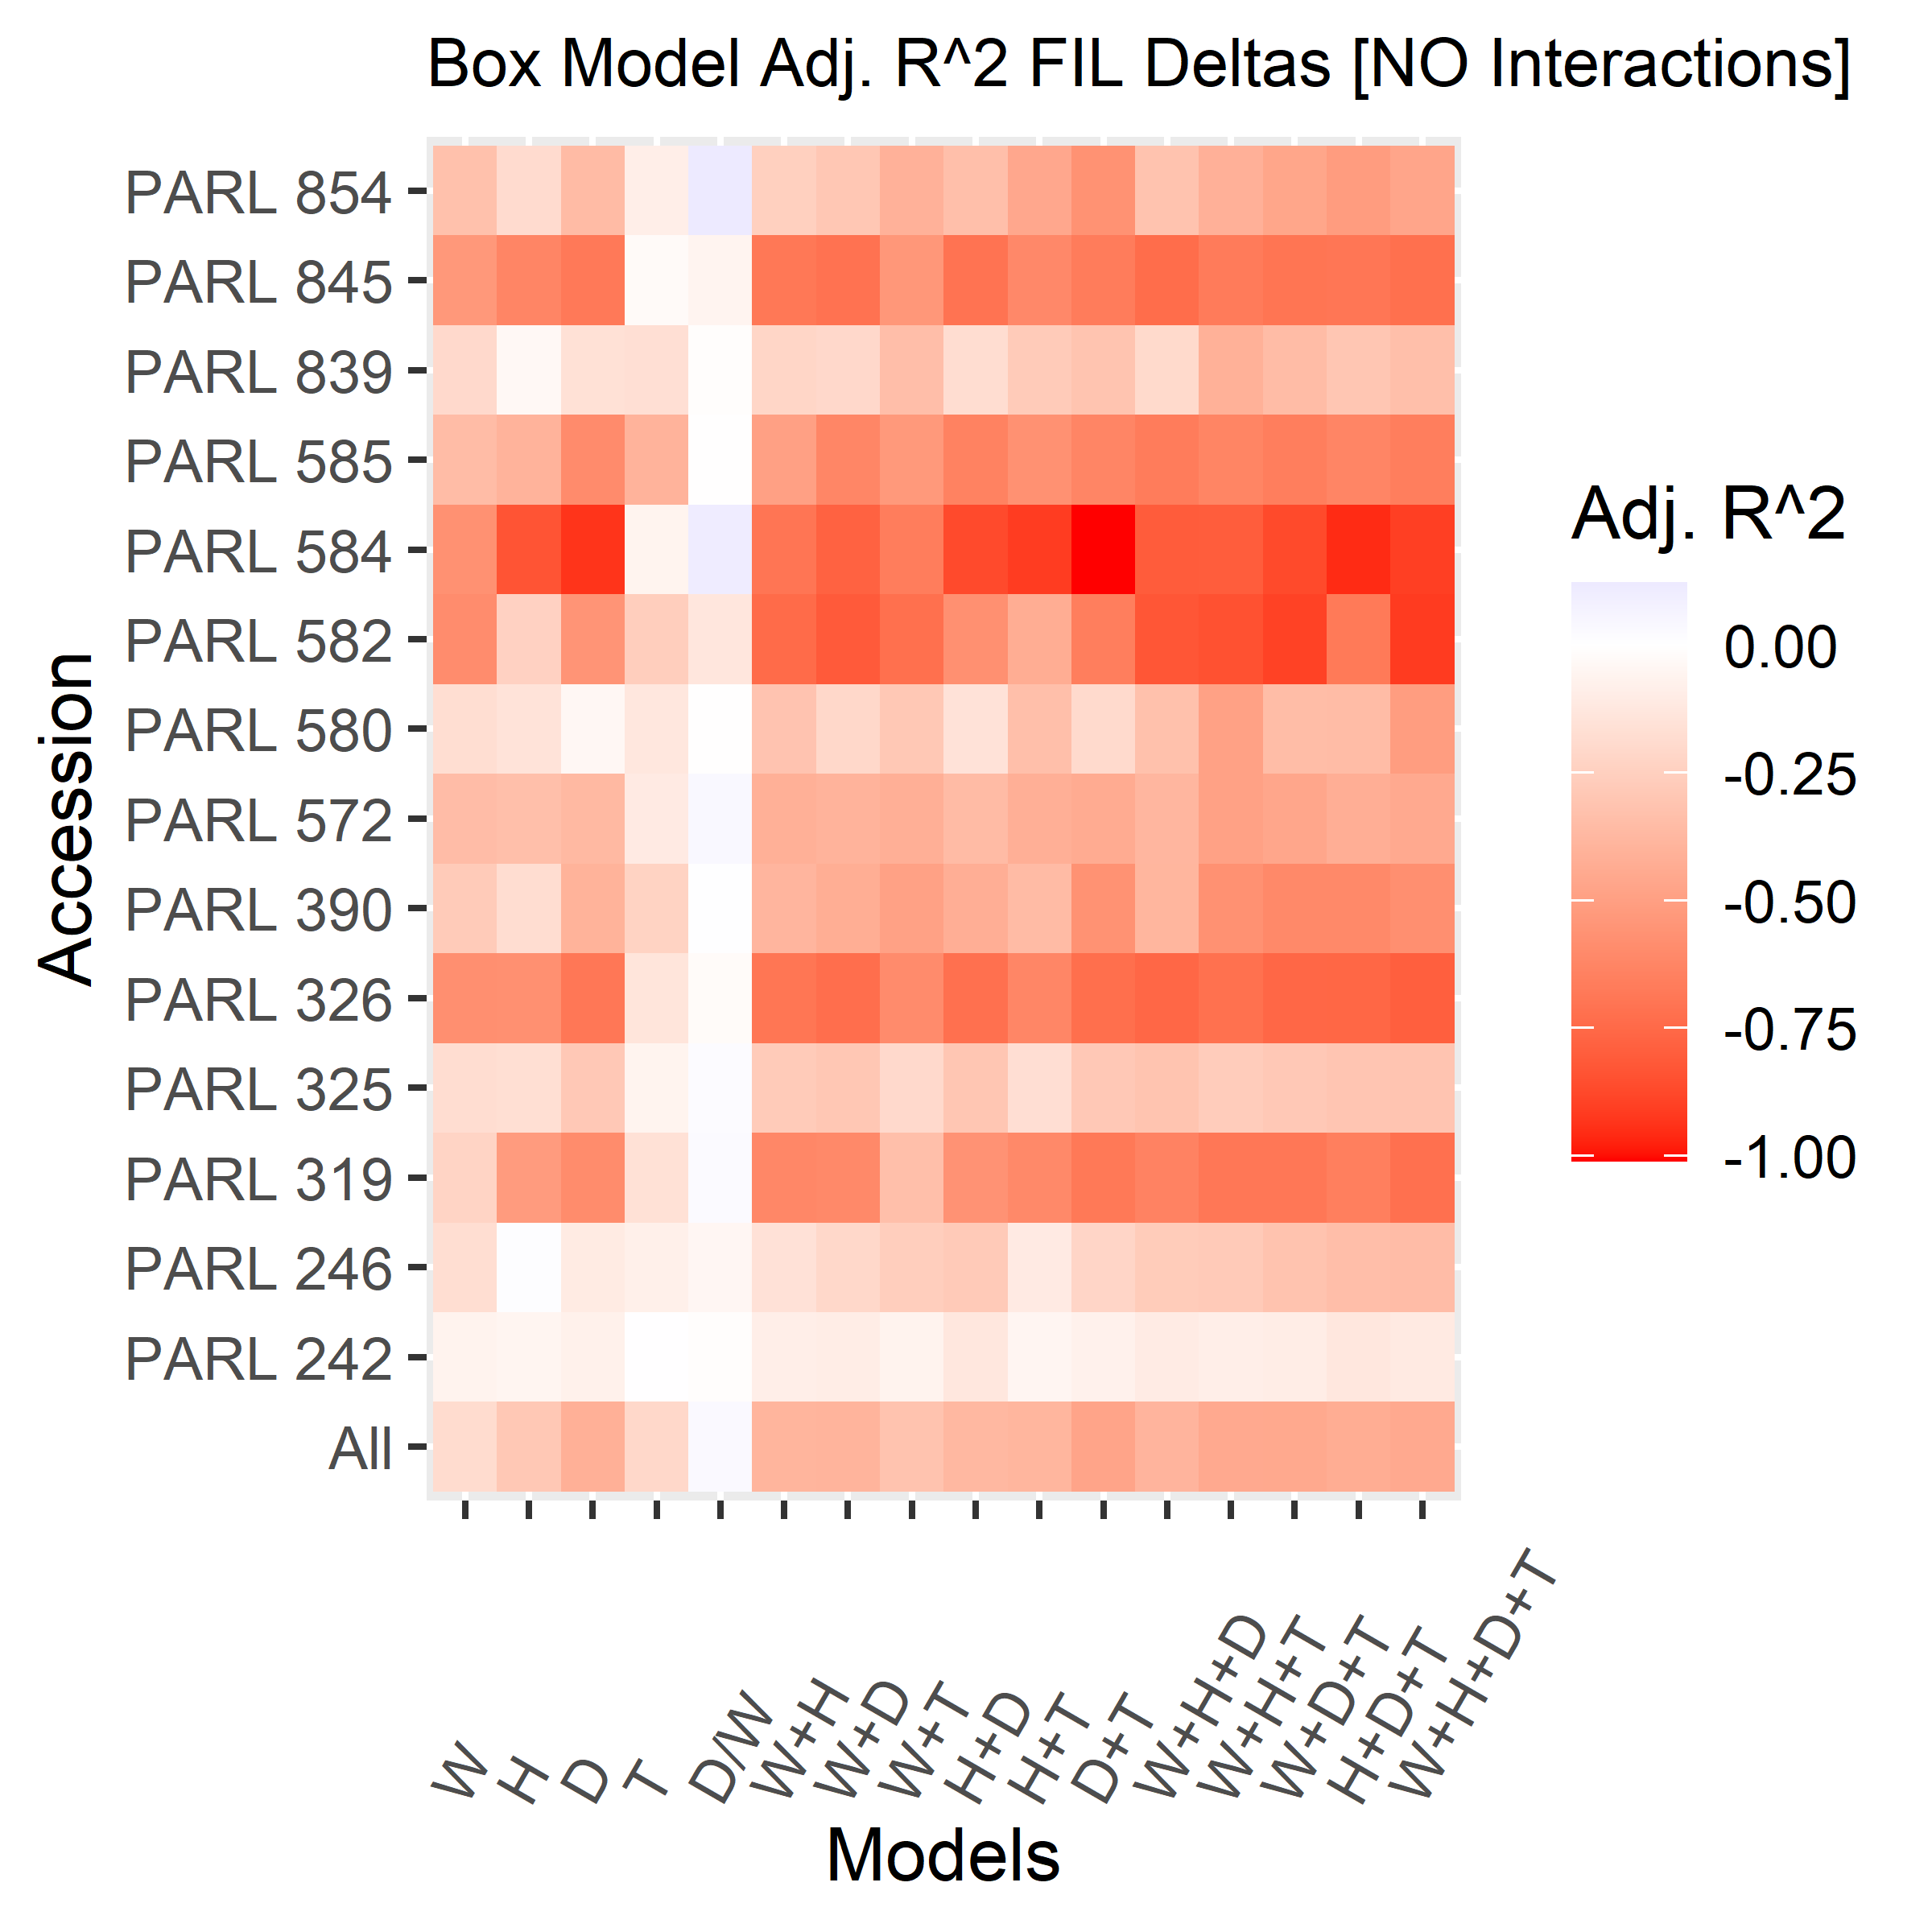 Box Model Adj. R^2 FIL Deltas [NO Interactions]
Accession
PARL 854
PARL 845
PARL 839
PARL 585
PARL 584
PARL 582
PARL 580
PARL 572
PARL 390
PARL 326
PARL 325
PARL 319
PARL 246
PARL 242
All
W
H
D
T
D/W
W+H
W+D
W+T
H+D
H+T
D+T
W+H+D
W+H+T
W+D+T
H+D+T
W+H+D+T
Models
Adj. R^2
0.00
-0.25
-0.50
-0.75
-1.00